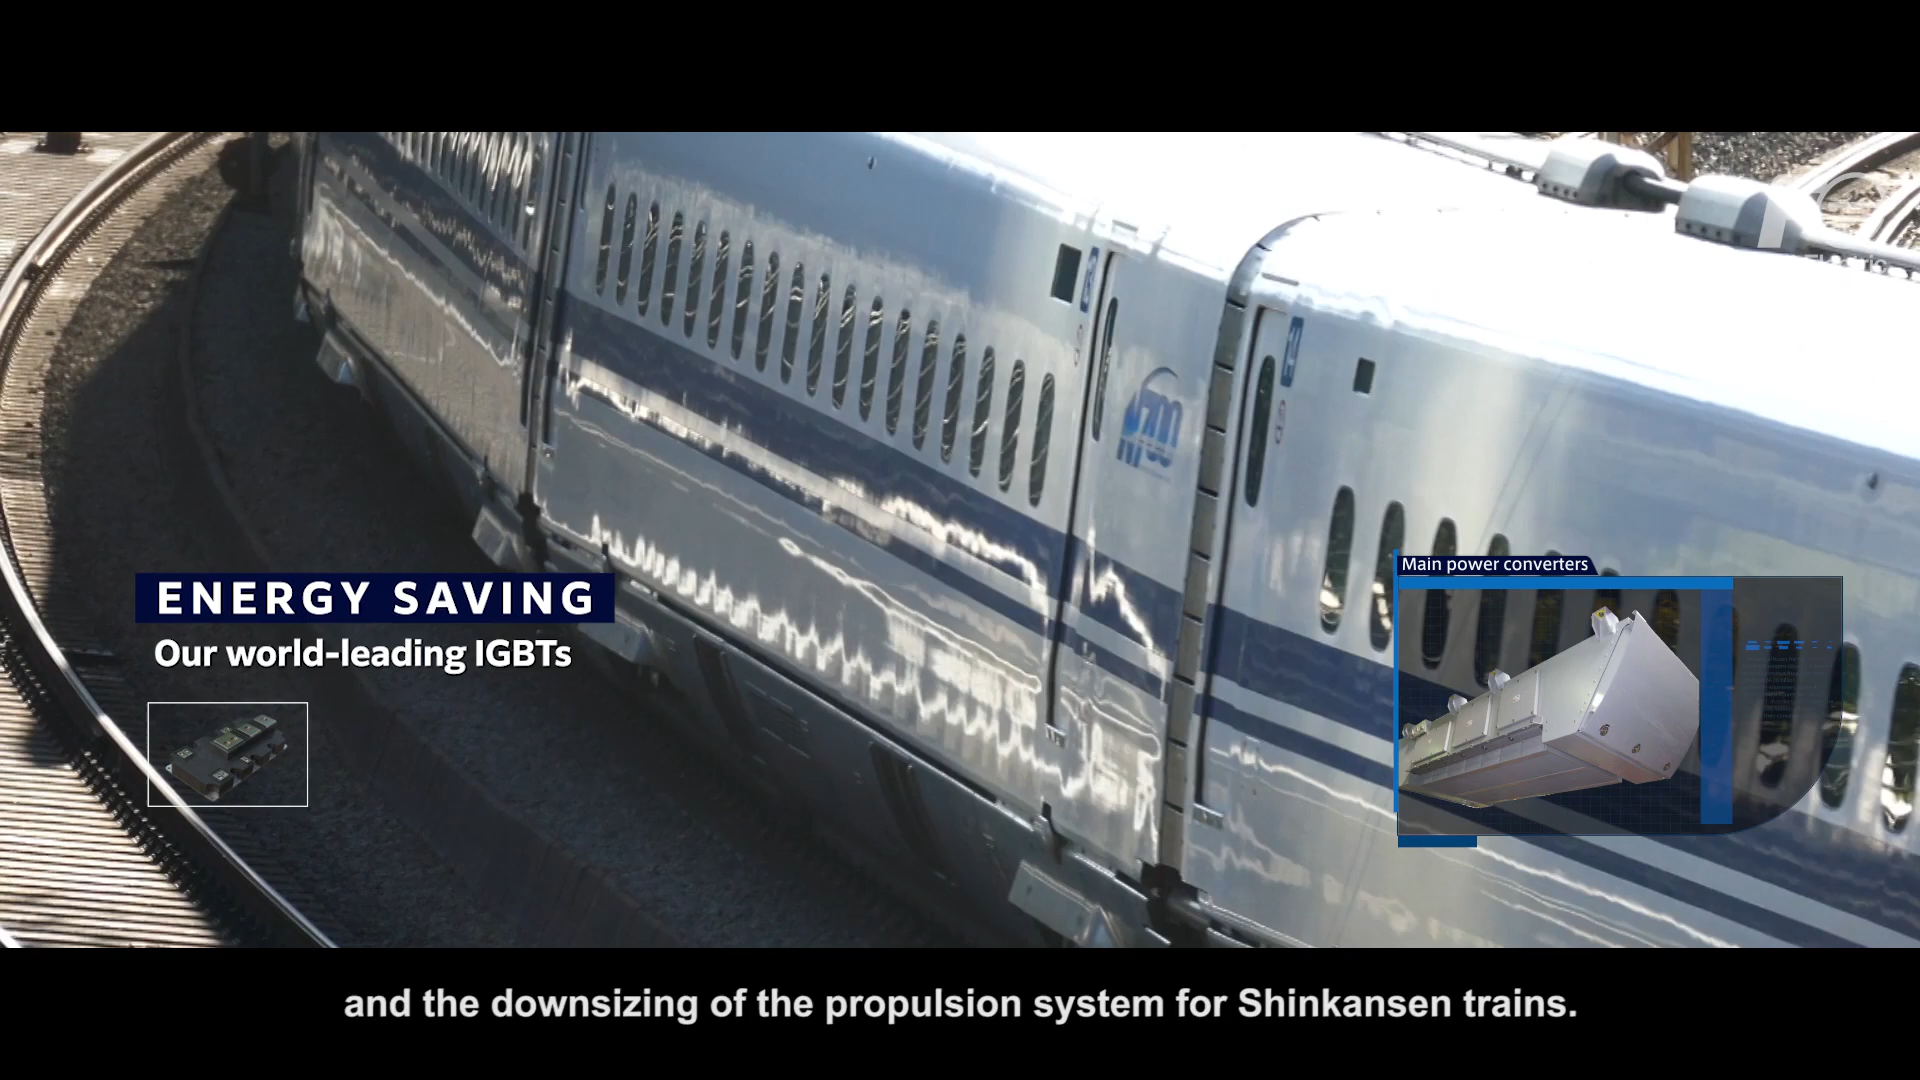 Main power converters
ENERGY SAVING
Our world-leading IGBTs
N700
and the downsizing of the propulsion system for Shinkansen trains.